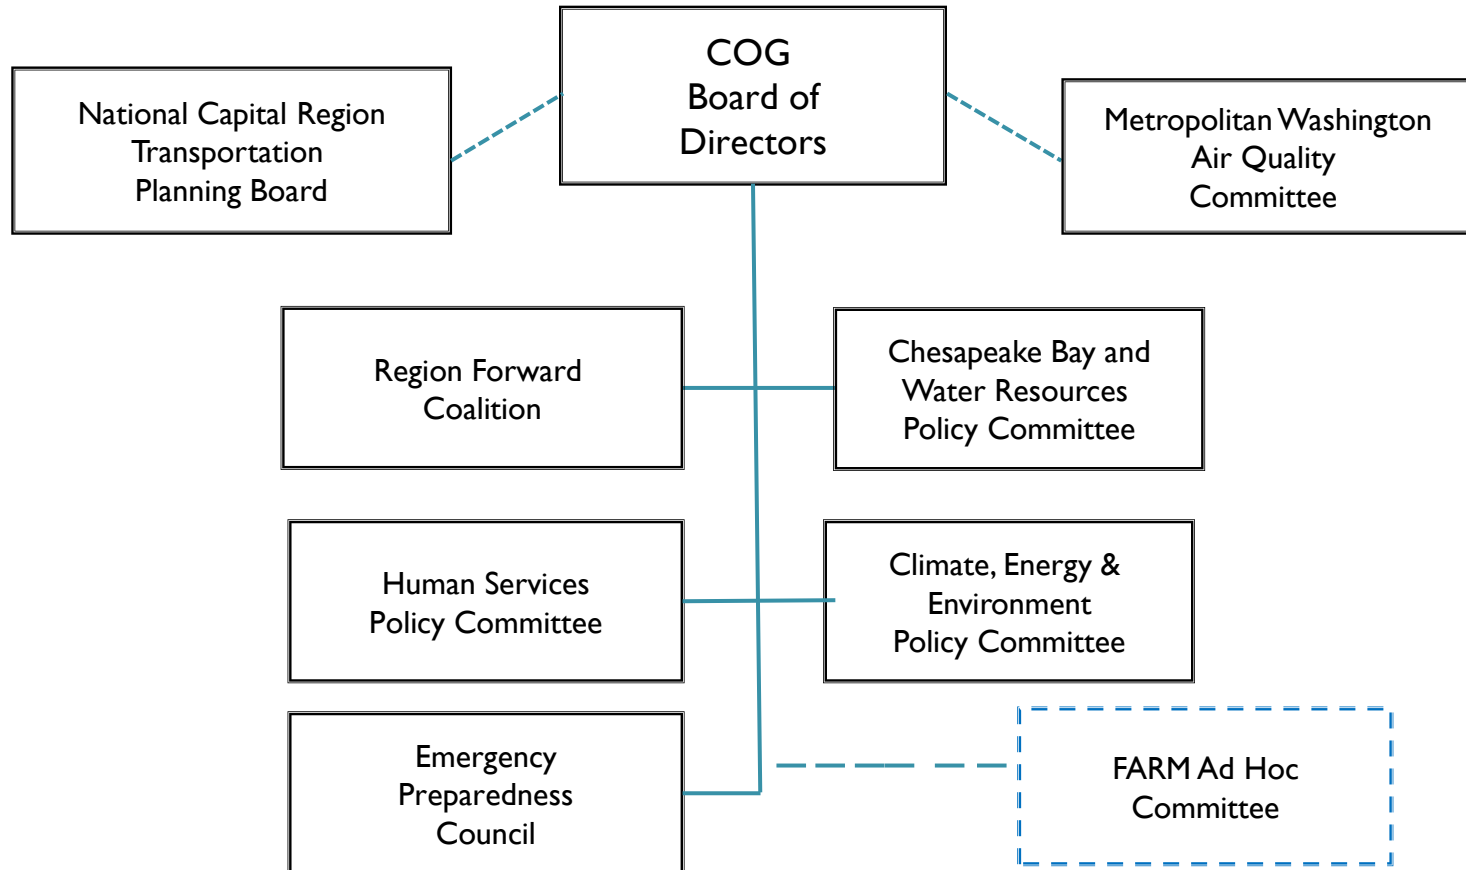 COG
Board of
Directors
National Capital Region
Transportation
Planning Board
Metropolitan Washington
Air Quality
Committee
Region Forward
Coalition
Chesapeake Bay and
Water Resources
Policy Committee
Human Services
Policy Committee
Climate, Energy &
Environment
Policy Committee
Emergency
Preparedness
Council
FARM Ad Hoc
Committee